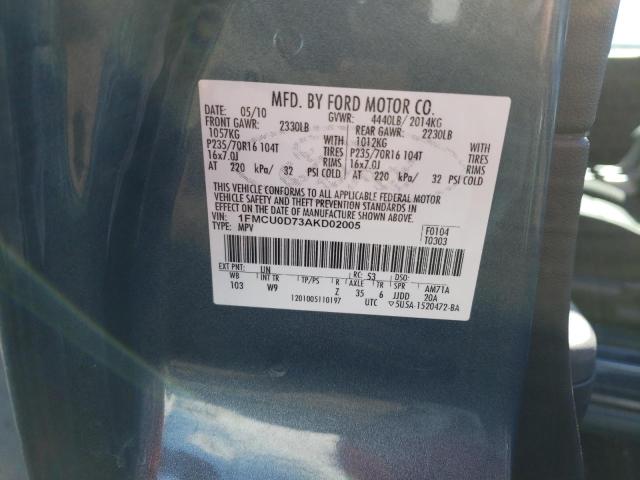 MFD. BY FORD MOTOR CO.
DATE: 05/10 GVWR: 4440LB/ 2014KG
FRONT GAWR: 2330LB REAR GAWR: 2230LB
1057KG WITH 1012KG WITH
P235/70R16 104T TIRES P235/70R16 104T TIRES
16x7.0J RIMS 16x7.0J RIMS
AT 220 kPa/ 32 PSI COLD AT 220 kPa/ 32 PSI COLD
THIS VEHICLE CONFORMS TO ALL APPLICABLE FEDERAL MOTOR
VEHICLE SAFETY AND THEFT PREVENTION STANDARDS IN EFFECT
ON THE DATE OF MANUFACTURE SHOWN ABOVE.
VIN: 1FMCU0D73AKD02005 F0104
TYPE: MPV T0303
EXT PNT: UN RC: 53 DSO:
WB TP/PS R AXLE TR SPR AM71A
103 W9 Z 35 6 JJDD 20A
1201005110197 UTC 5USA-1520472-BA